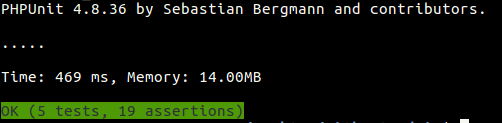 PHPUnit 4.8.36 by Sebastian Bergmann and contributors.
.....
Time: 469 ms, Memory: 14.00MB
OK (5 tests, 19 assertions)